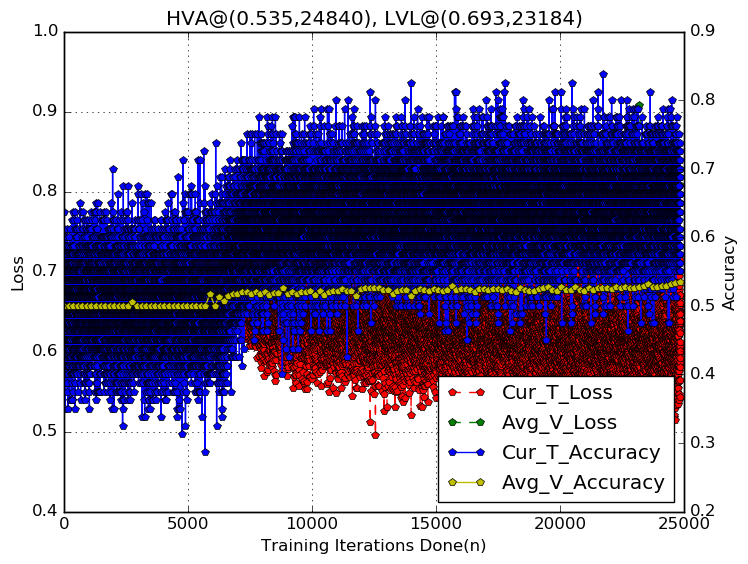 HVA@(0.535,24840), LVL@(0.693,23184)
1.0
0.9
0.8
0.7
0.6
0.5
0.4
Loss
0.9
0.8
0.7
0.6
0.5
0.4
0.3
0.2
Accuracy
Cur_T_Loss
Avg_V_Loss
Cur_T_Accuracy
Avg_V_Accuracy
0 5000 10000 15000 20000 25000
Training Iterations Done(n)